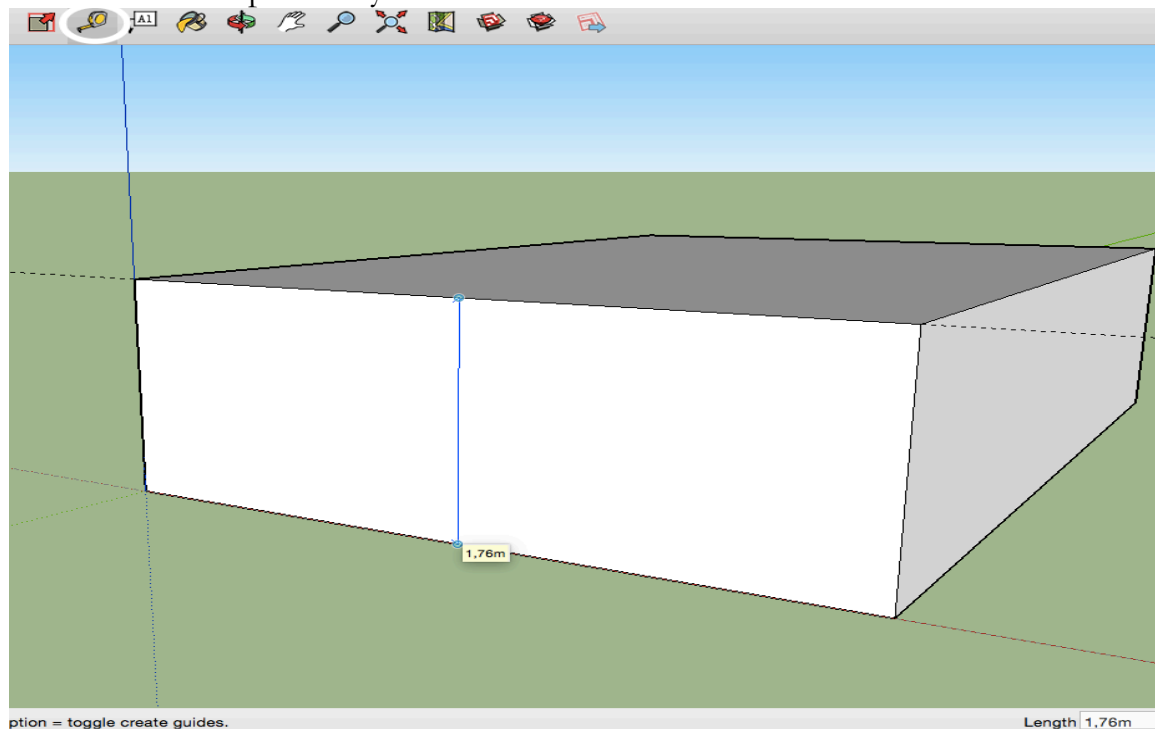 A1
1,76m
ption = toggle create guides.
Length 1,76m